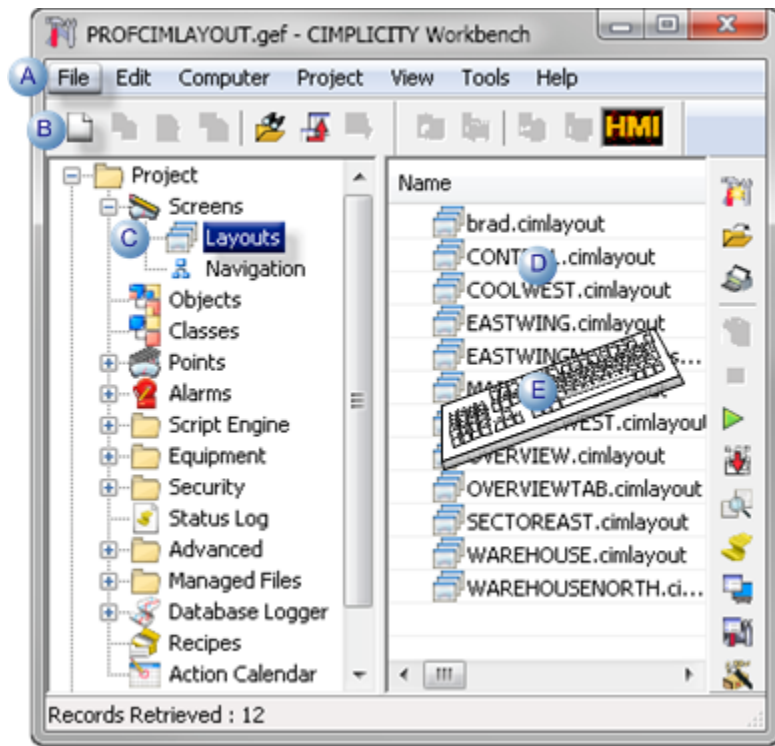 PROFCIMLAYOUT.gef - CIMPLICITY Workbench
A File Edit Computer Project View Tools Help
B HMI
Project
Screens
C Layouts
Navigation
Objects
Classes
Points
Alarms
Script Engine
Equipment
Security
Status Log
Advanced
Managed Files
Database Logger
Recipes
Action Calendar
Name
brad.cimlayout
D .cimlayout
COOLWEST.cimlayout
EASTWING.cimlayout
E
OVERVIEW.cimlayout
OVERVIEWTAB.cimlayout
SECTOREAST.cimlayout
WAREHOUSE.cimlayout
WAREHOUSENORTH.ci...
Records Retrieved : 12